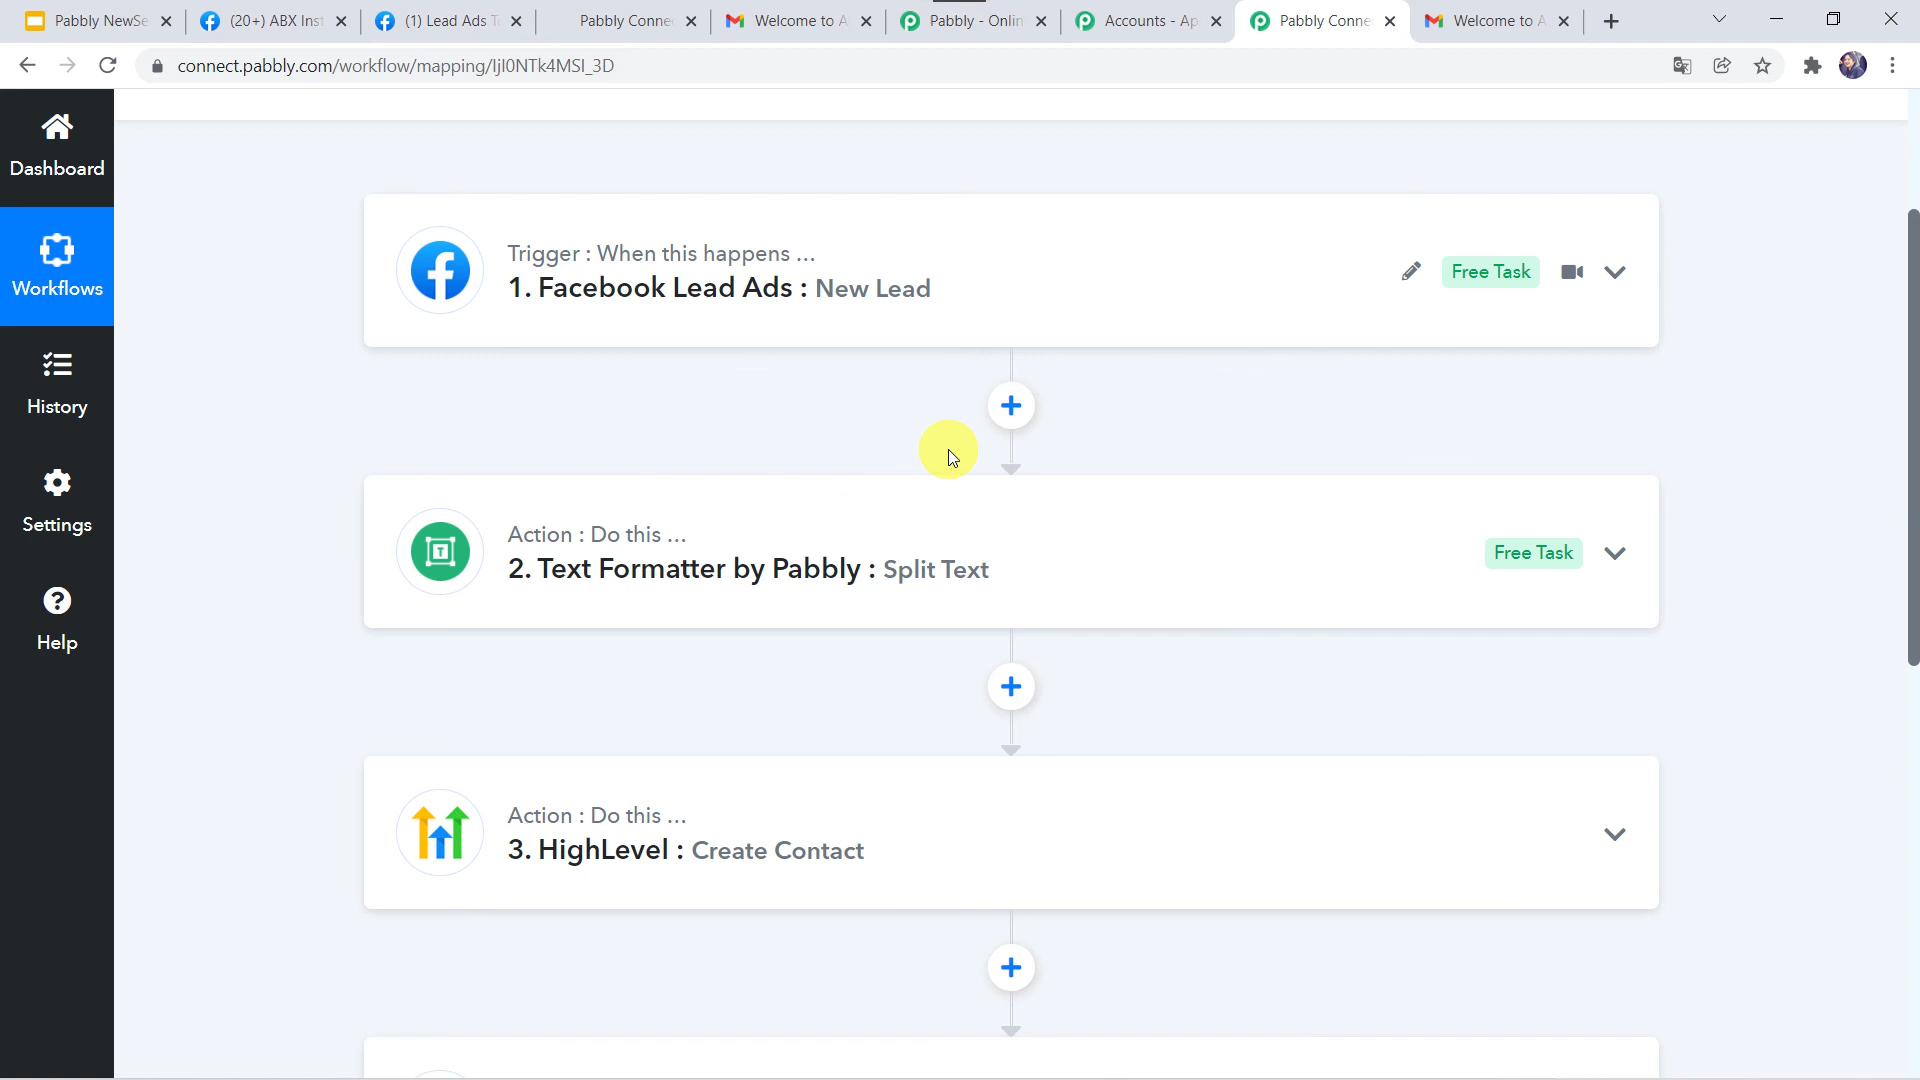 Pabbly NewSe
(20+) ABX Inst
(1) Lead Ads T
Pabbly Conne
Welcome to A
Pabbly - Onlin
Accounts - Ap
Pabbly Conne
Welcome to A
connect.pabbly.com/workflow/mapping/IjI0NTk4MSI_3D
Dashboard
Workflows
History
Settings
Help
Trigger : When this happens ...
1. Facebook Lead Ads : New Lead
Free Task
Action : Do this ...
2. Text Formatter by Pabbly : Split Text
Free Task
Action : Do this ...
3. HighLevel : Create Contact